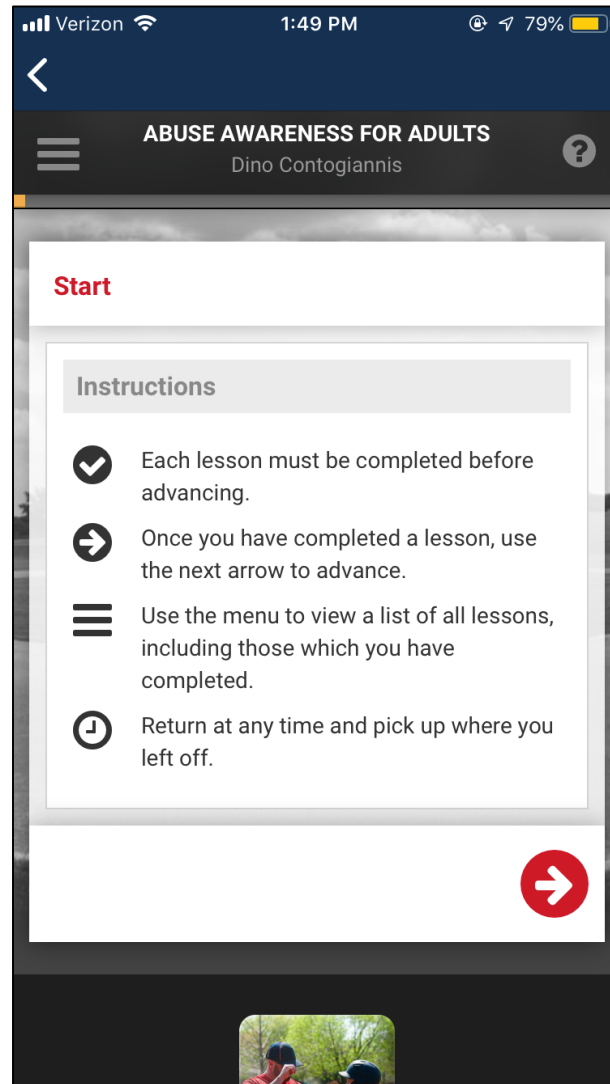 Verizon 1:49 PM 79%
ABUSE AWARENESS FOR ADULTS
Dino Contogiannis
?
Start
Instructions
Each lesson must be completed before
advancing.
Once you have completed a lesson, use
the next arrow to advance.
Use the menu to view a list of all lessons,
including those which you have
completed.
Return at any time and pick up where you
left off.